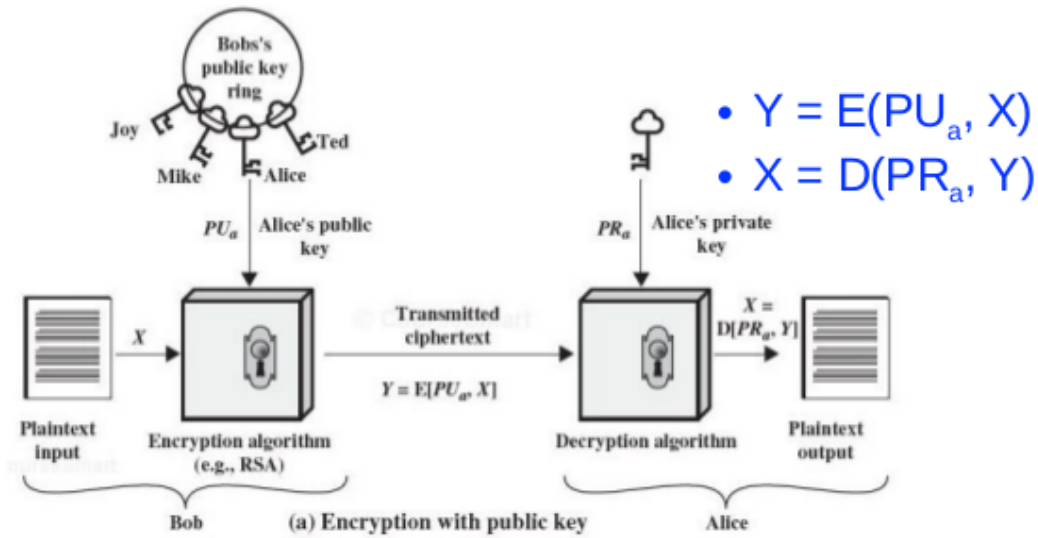 Bobs's
public key
ring
Joy
Mike
Alice
Ted
• Y = E(PUₐ, X)
• X = D(PRₐ, Y)
PUₐ
Alice's public
key
PRₐ
Alice's private
key
X
Transmitted
ciphertext
Y = E[PUₐ, X]
X =
D[PRₐ, Y]
Plaintext
input
Encryption algorithm
(e.g., RSA)
Decryption algorithm
Plaintext
output
Bob
(a) Encryption with public key
Alice